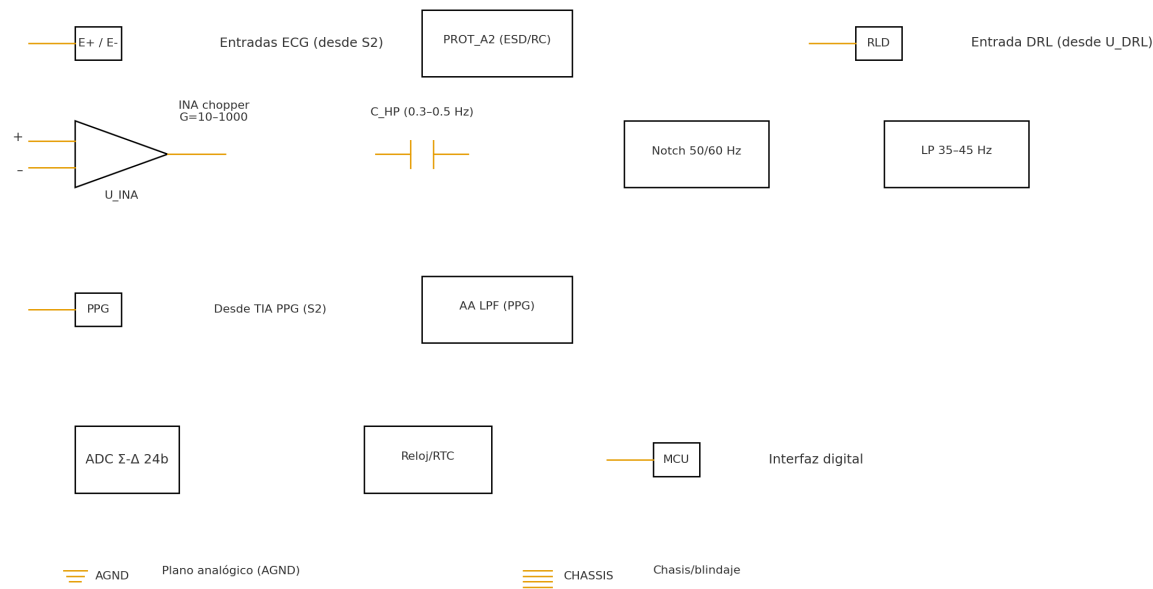 E+ / E-
Entradas ECG (desde S2)
PROT_A2 (ESD/RC)
RLD
Entrada DRL (desde U_DRL)
INA chopper
G=10–1000
C_HP (0.3–0.5 Hz)
+
–
U_INA
Notch 50/60 Hz
LP 35–45 Hz
PPG
Desde TIA PPG (S2)
AA LPF (PPG)
ADC Σ-Δ 24b
Reloj/RTC
MCU
Interfaz digital
AGND
Plano analógico (AGND)
CHASSIS
Chasis/blindaje